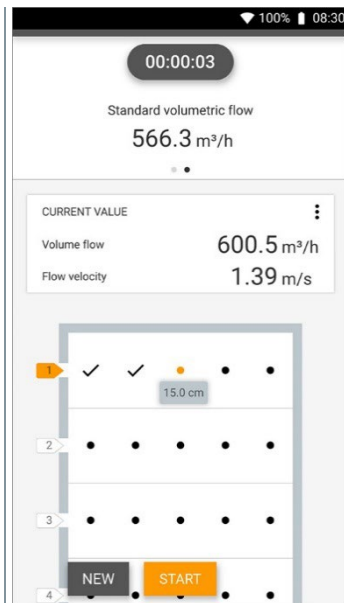 100% 08:30
00:00:03
Standard volumetric flow
566.3 m³/h
CURRENT VALUE
Volume flow 600.5 m³/h
Flow velocity 1.39 m/s
1
15.0 cm
2
3
4
NEW START